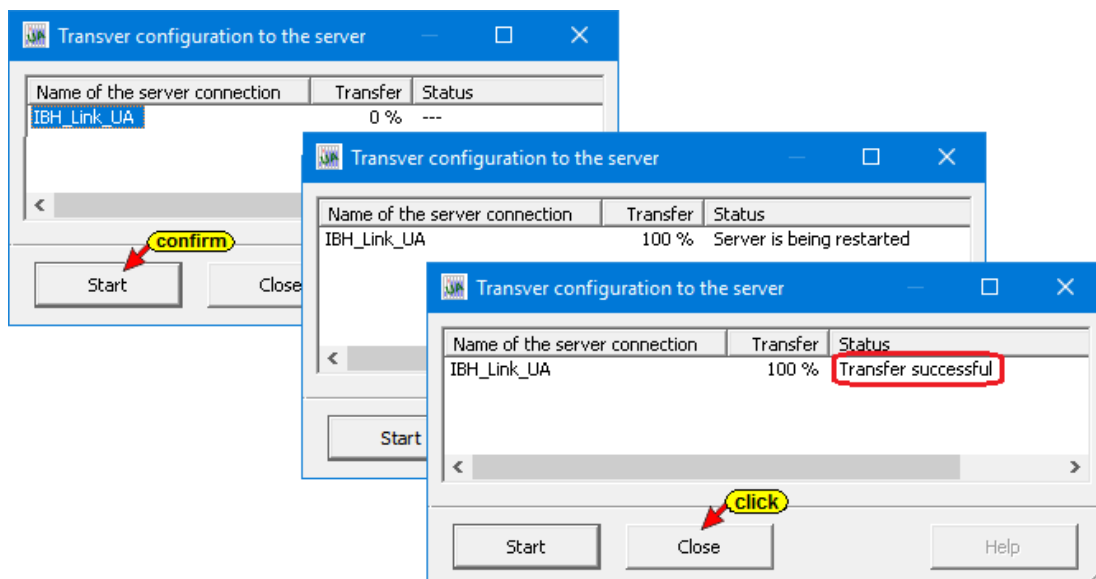 Transver configuration to the server
Name of the server connection Transfer Status
IBH_Link_UA 0 % ---
confirm
Start Close
Transver configuration to the server
Name of the server connection Transfer Status
IBH_Link_UA 100 % Server is being restarted
Start
Transver configuration to the server
Name of the server connection Transfer Status
IBH_Link_UA 100 % Transfer successful
click
Start Close Help